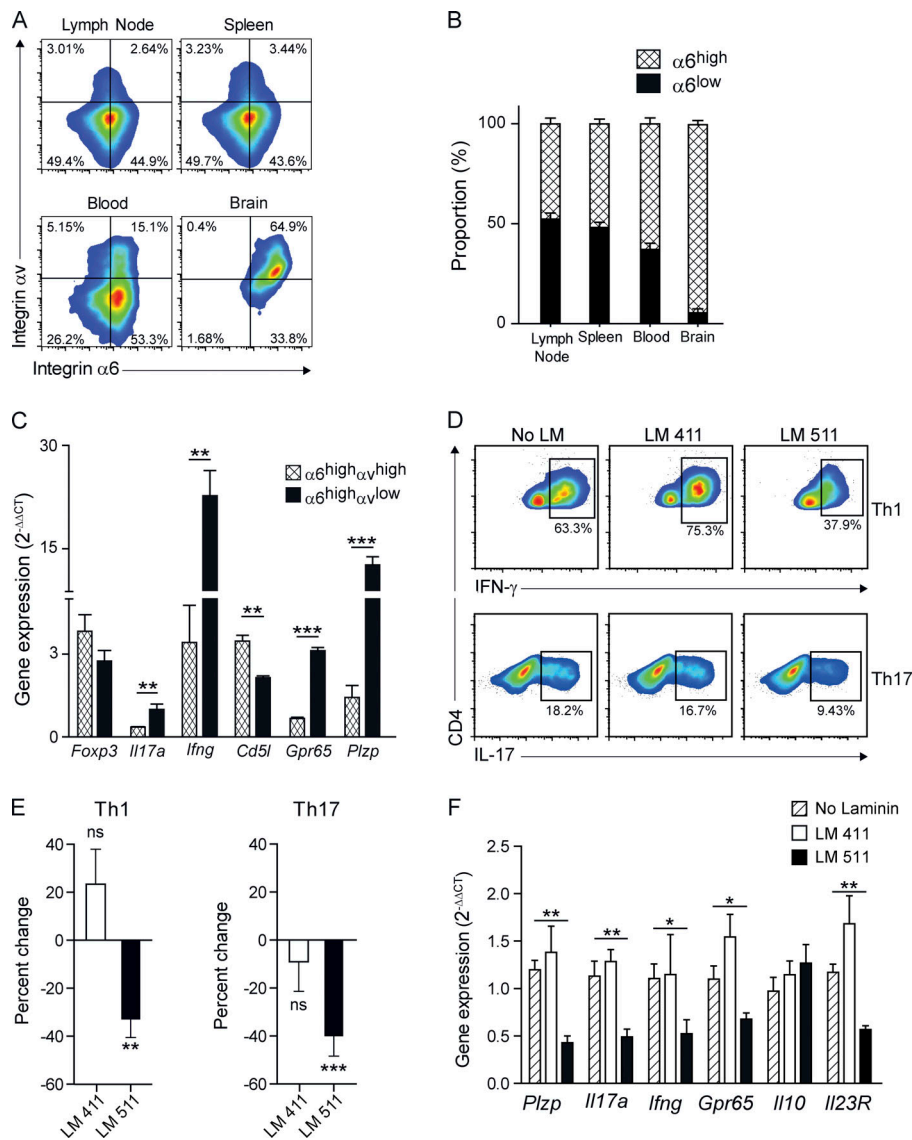 A
Lymph Node
Spleen
3.01%
2.64%
3.23%
3.44%
49.4%
44.9%
49.7%
43.6%
Blood
Brain
5.15%
15.1%
0.4%
64.9%
26.2%
53.3%
1.68%
33.8%
Integrin αv
Integrin α6
B
α6high
α6low
Proportion (%)
100
50
0
Lymph
Node
Spleen
Blood
Brain
C
Gene expression (2-ΔΔCT)
30
15
3
0
α6highαvhigh
α6highαvlow
**
**
**
***
***
Foxp3
Il17a
Ifng
Cd5l
Gpr65
Plzp
D
No LM
LM 411
LM 511
63.3%
75.3%
37.9%
Th1
IFN-γ
18.2%
16.7%
9.43%
Th17
CD4
IL-17
E
Th1
Percent change
40
20
0
-20
-40
-60
ns
**
LM 411
LM 511
Th17
Percent change
40
20
0
-20
-40
-60
ns
***
LM 411
LM 511
F
No Laminin
LM 411
LM 511
Gene expression (2-ΔΔCT)
2.5
2.0
1.5
1.0
0.5
0.0
**
**
*
*
**
Plzp
Il17a
Ifng
Gpr65
Il10
Il23R